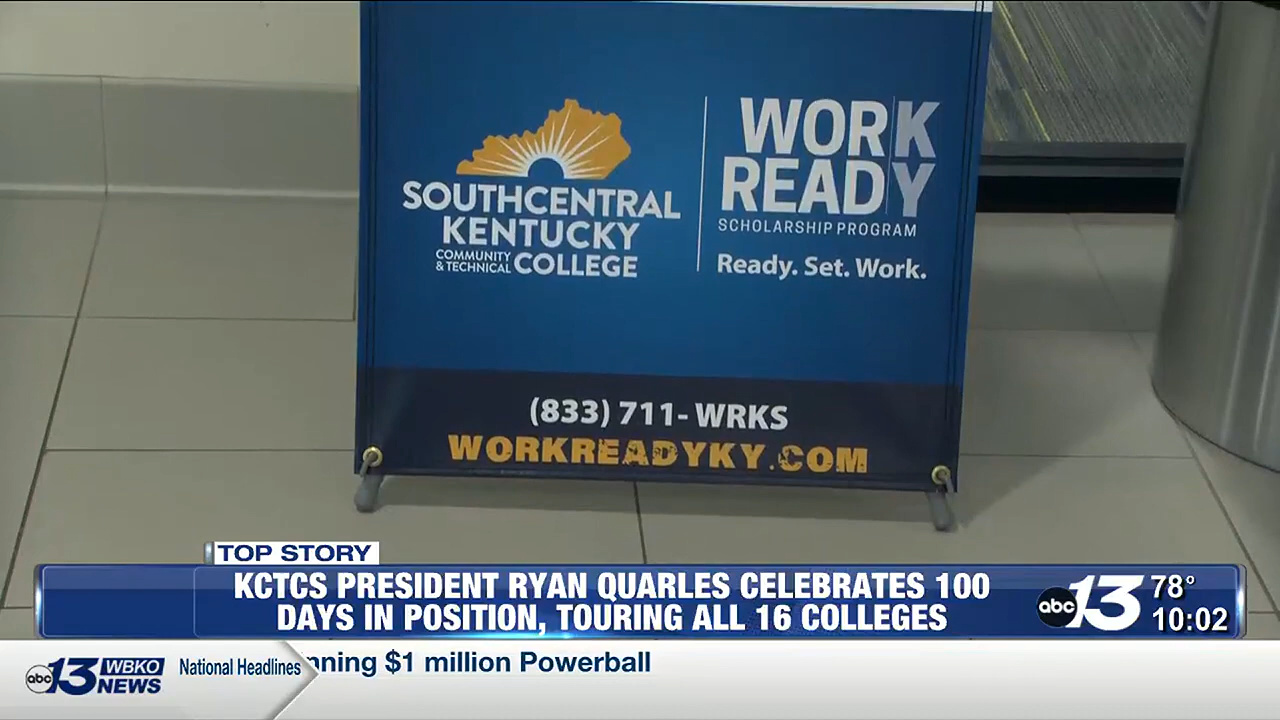 SOUTHCENTRAL
KENTUCKY
COMMUNITY
& TECHNICAL
COLLEGE
WORK
READY
SCHOLARSHIP PROGRAM
Ready. Set. Work.
(833) 711- WRKS
WORKREADYKY.COM
TOP STORY
KCTCS PRESIDENT RYAN QUARLES CELEBRATES 100
DAYS IN POSITION, TOURING ALL 16 COLLEGES
abc 13
78°
10:02
abc 13 WBKO
NEWS
National Headlines
$1 million Powerball